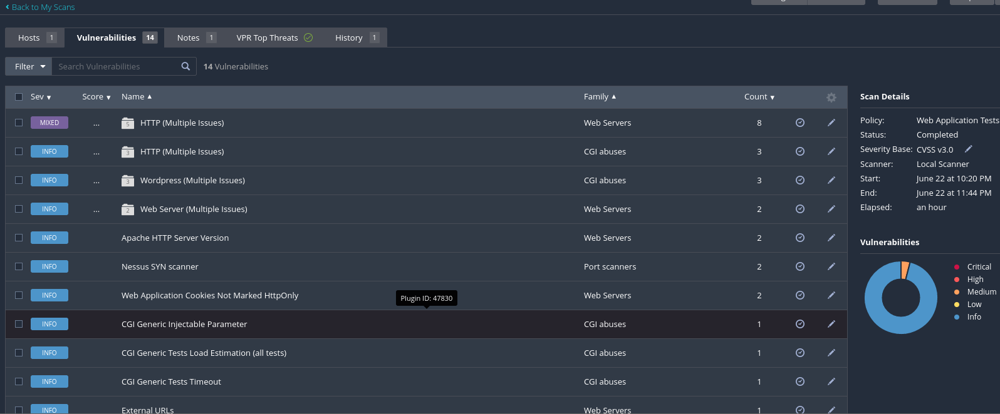 Back to My Scans
Hosts 1 Vulnerabilities 14 Notes 1 VPR Top Threats History 1
Filter Search Vulnerabilities 14 Vulnerabilities
Sev Score Name Family Count
MIXED ... 5 HTTP (Multiple Issues) Web Servers 8
INFO ... 3 HTTP (Multiple Issues) CGI abuses 3
INFO ... 3 Wordpress (Multiple Issues) CGI abuses 3
INFO ... 2 Web Server (Multiple Issues) Web Servers 2
INFO Apache HTTP Server Version Web Servers 2
INFO Nessus SYN scanner Port scanners 2
INFO Web Application Cookies Not Marked HttpOnly Web Servers 2
Plugin ID: 47830
INFO CGI Generic Injectable Parameter CGI abuses 1
INFO CGI Generic Tests Load Estimation (all tests) CGI abuses 1
INFO CGI Generic Tests Timeout CGI abuses 1
INFO External URLs Web Servers 1
Scan Details
Policy: Web Application Tests
Status: Completed
Severity Base: CVSS v3.0
Scanner: Local Scanner
Start: June 22 at 10:20 PM
End: June 22 at 11:44 PM
Elapsed: an hour
Vulnerabilities
Critical
High
Medium
Low
Info